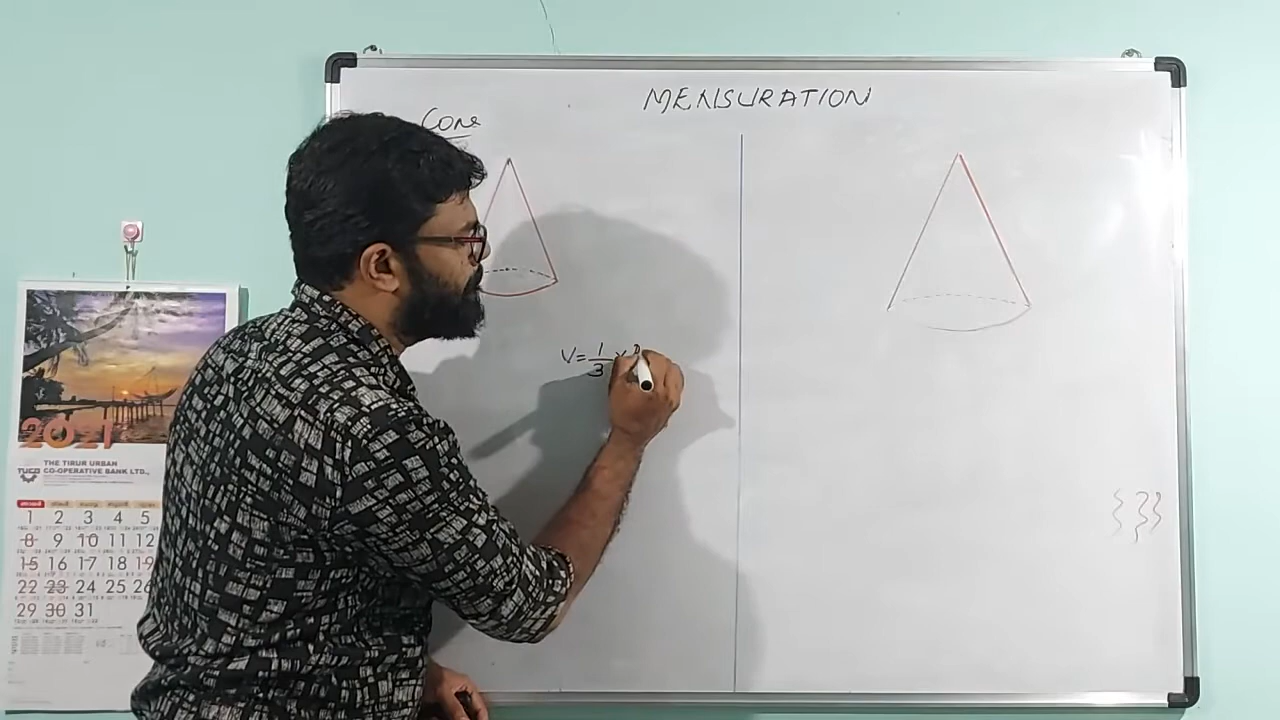 MENSURATION
Cone
V = 1/3 ×
2021
THE TIRUR URBAN
CO-OPERATIVE BANK LTD.,
TUCB
1 2 3 4 5
8 9 10 11 12
15 16 17 18 19
22 23 24 25 26
29 30 31